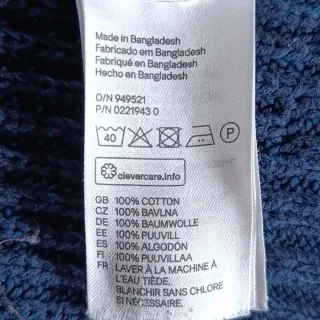 Made in Bangladesh
Fabricado em Bangladesh
Fabriqué en Bangladesh
Hecho en Bangladesh
O/N 949521
P/N 0221943 0
40 P
clevercare.info
GB 100% COTTON
CZ 100% BAVLNA
DE 100% BAUMWOLLE
EE 100% PUUVILL
ES 100% ALGODÓN
FI 100% PUUVILLAA
FR LAVER À LA MACHINE À
L'EAU TIÈDE.
BLANCHIR SANS CHLORE
SI NÉCESSAIRE.